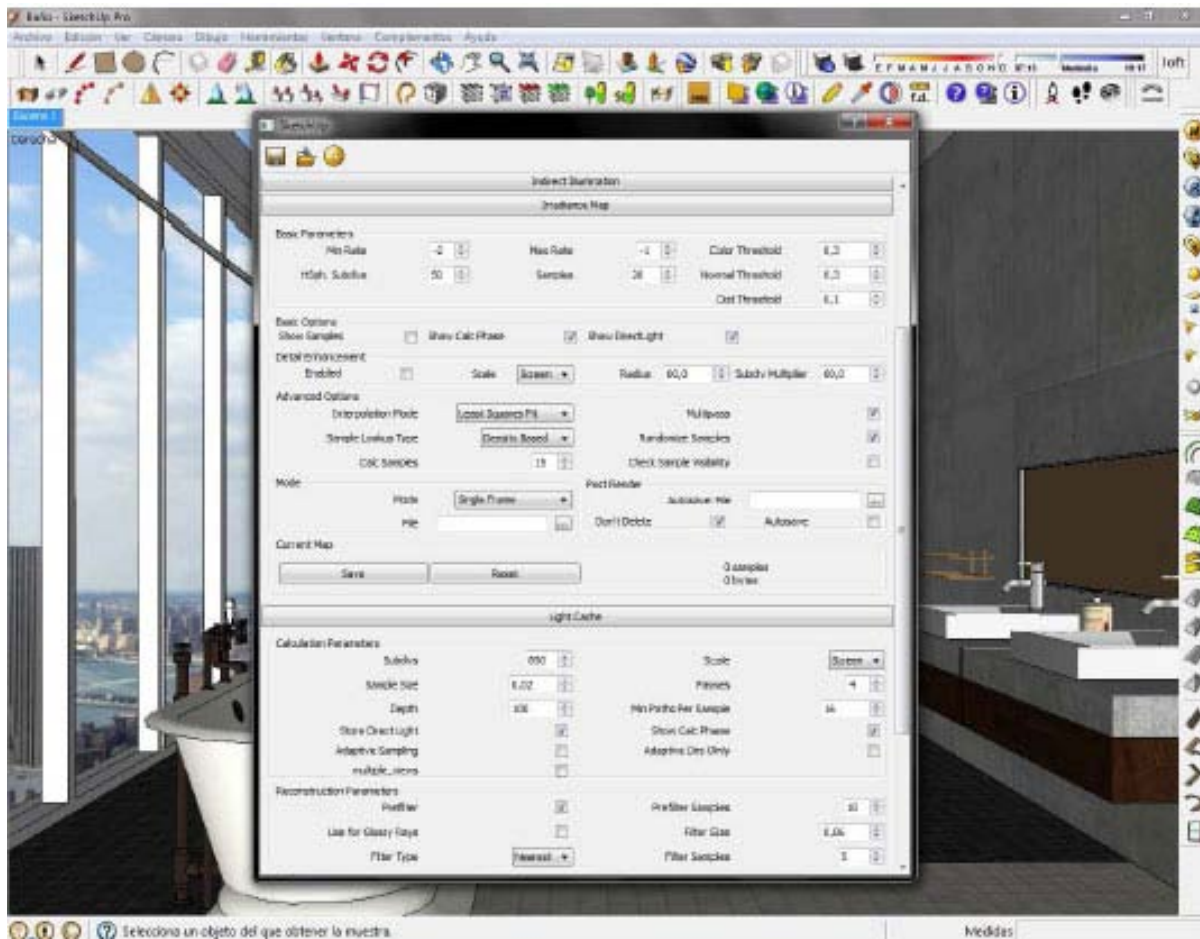 Baño - SketchUp Pro
Archivo Edición Ver Cámara Dibujo Herramientas Ventana Complementos Ayuda
E F M A M J J A S O N D
loft
f.d.
Escena 1
SketchUp
Indirect Illumination
Irradiance Map
Basic Parameters
Min Rate -2 Max Rate -1 Color Threshold 0,3
HSph. Subdivs 50 Samples 20 Normal Threshold 0,3
Dist Threshold 0,1
Basic Options
Show Samples Show Calc Phase Show DirectLight
Detail Enhancement
Enabled Scale Screen Radius 60,0 Subdiv Multiplier 60,0
Advanced Options
Interpolation Mode Least Squares Fit Multipass
Sample Lookup Type Density Based Randomize Samples
Calc Samples 15 Check Sample Visibility
Mode Post Render
Mode Single Frame Autosave File
File ... Don't Delete Autosave
Current Map
Save Reset 0 samples
0 bytes
Light Cache
Calculation Parameters
Subdivs Scale Screen
Sample Size 0,02 Passes 4
Depth 100 Min Paths Per Sample 16
Store Direct Light Show Calc Phase
Adaptive Sampling Adaptive Dirs Only
multiple_views
Reconstruction Parameters
Prefilter Prefilter Samples 10
Use for Glossy Rays Filter Size 0,06
Filter Type Nearest Filter Samples 5
Selecciona un objeto del que obtener la muestra. Medidas